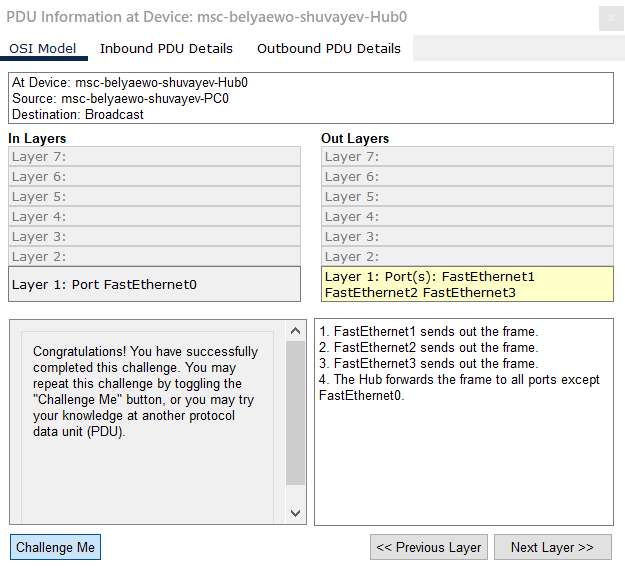 PDU Information at Device: msc-belyaewo-shuvayev-Hub0
OSI Model
Inbound PDU Details
Outbound PDU Details
At Device: msc-belyaewo-shuvayev-Hub0
Source: msc-belyaewo-shuvayev-PC0
Destination: Broadcast
In Layers
Layer 7:
Layer 6:
Layer 5:
Layer 4:
Layer 3:
Layer 2:
Layer 1: Port FastEthernet0
Out Layers
Layer 7:
Layer 6:
Layer 5:
Layer 4:
Layer 3:
Layer 2:
Layer 1: Port(s): FastEthernet1
FastEthernet2 FastEthernet3
Congratulations! You have successfully
completed this challenge. You may
repeat this challenge by toggling the
"Challenge Me" button, or you may try
your knowledge at another protocol
data unit (PDU).
1. FastEthernet1 sends out the frame.
2. FastEthernet2 sends out the frame.
3. FastEthernet3 sends out the frame.
4. The Hub forwards the frame to all ports except
FastEthernet0.
Challenge Me
<< Previous Layer
Next Layer >>